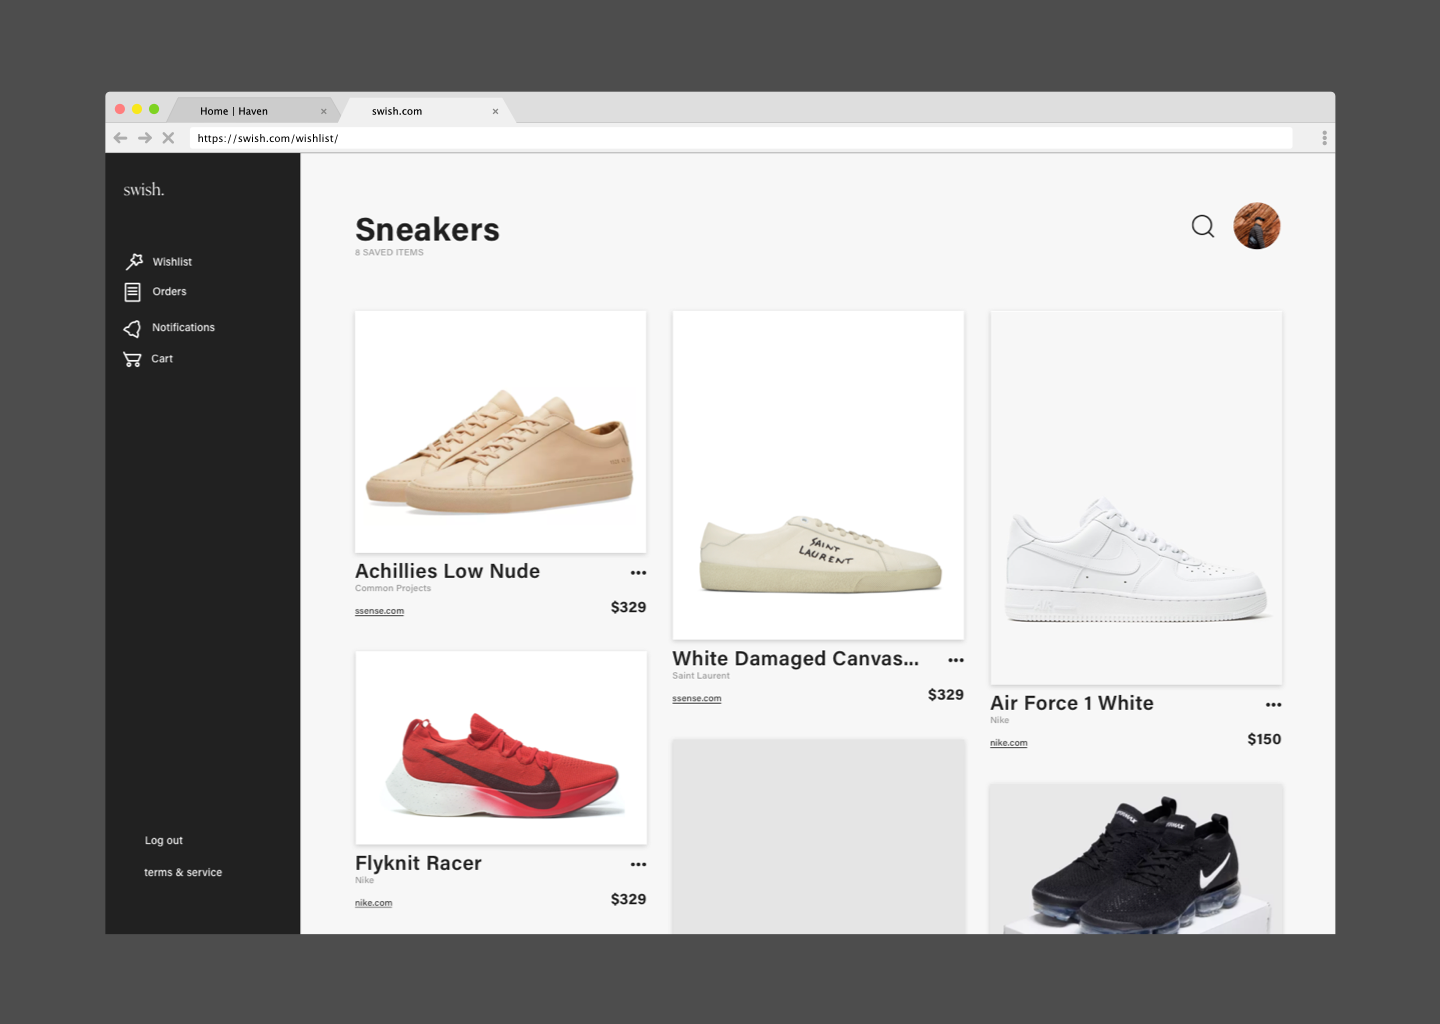 Home | Haven
swish.com
https://swish.com/wishlist/
swish.
Wishlist
Orders
Notifications
Cart
Log out
terms & service
Sneakers
8 SAVED ITEMS
Achillies Low Nude
Common Projects
ssense.com
$329
Flyknit Racer
Nike
nike.com
$329
SAINT
LAURENT
White Damaged Canvas...
Saint Laurent
ssense.com
$329
Air Force 1 White
Nike
nike.com
$150